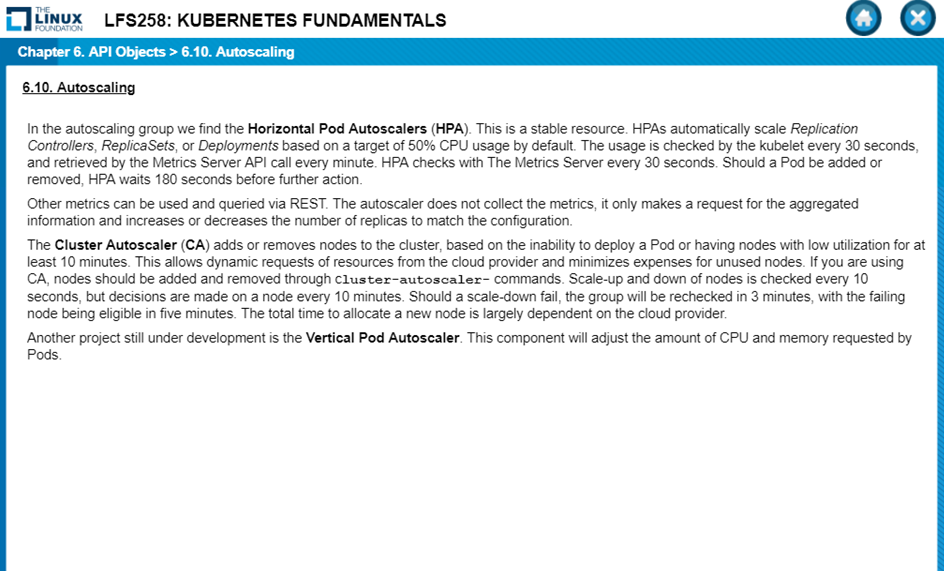 THE
LINUX
FOUNDATION
LFS258: KUBERNETES FUNDAMENTALS
Chapter 6. API Objects > 6.10. Autoscaling
6.10. Autoscaling
In the autoscaling group we find the Horizontal Pod Autoscalers (HPA). This is a stable resource. HPAs automatically scale Replication
Controllers, ReplicaSets, or Deployments based on a target of 50% CPU usage by default. The usage is checked by the kubelet every 30 seconds,
and retrieved by the Metrics Server API call every minute. HPA checks with The Metrics Server every 30 seconds. Should a Pod be added or
removed, HPA waits 180 seconds before further action.
Other metrics can be used and queried via REST. The autoscaler does not collect the metrics, it only makes a request for the aggregated
information and increases or decreases the number of replicas to match the configuration.
The Cluster Autoscaler (CA) adds or removes nodes to the cluster, based on the inability to deploy a Pod or having nodes with low utilization for at
least 10 minutes. This allows dynamic requests of resources from the cloud provider and minimizes expenses for unused nodes. If you are using
CA, nodes should be added and removed through cluster-autoscaler- commands. Scale-up and down of nodes is checked every 10
seconds, but decisions are made on a node every 10 minutes. Should a scale-down fail, the group will be rechecked in 3 minutes, with the failing
node being eligible in five minutes. The total time to allocate a new node is largely dependent on the cloud provider.
Another project still under development is the Vertical Pod Autoscaler. This component will adjust the amount of CPU and memory requested by
Pods.